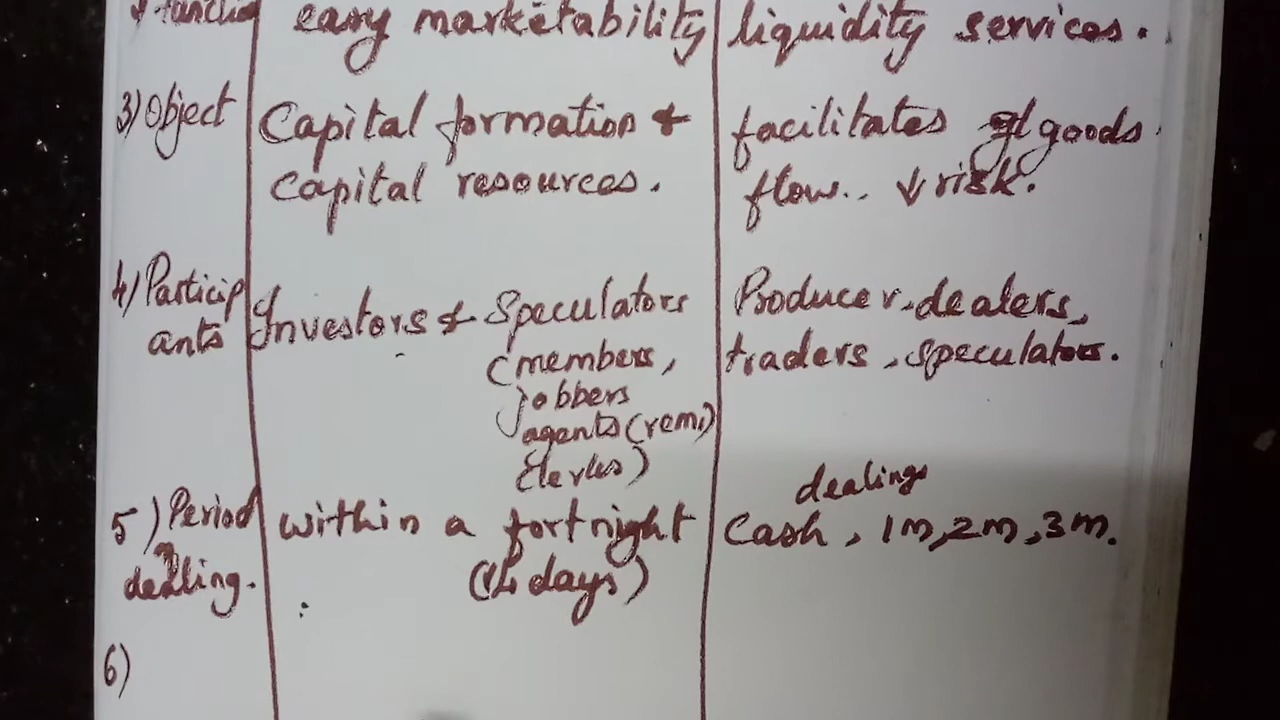 easy marketability liquidity services.
3) Object Capital formation & facilitates goods
capital resources. flow.. ↓ risk.
4) Particip Investors & Speculators Producer, dealers,
ants (members, traders, speculators.
jobbers
agents (remi
clerks)
dealings
5) Period within a fortnight Cash, 1m, 2m, 3m.
dealing. (14 days)
6)